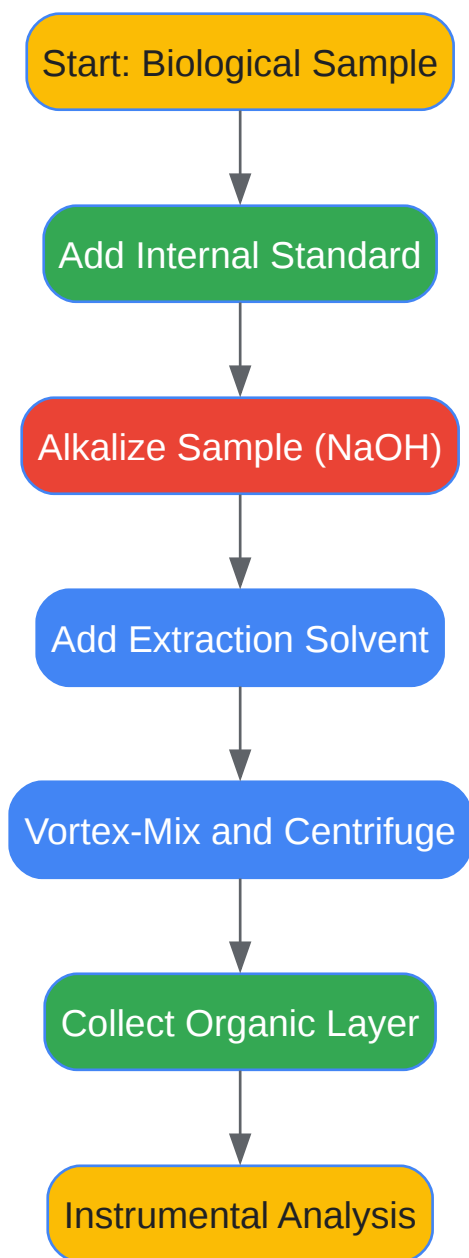 Start: Biological Sample
Add Internal Standard
Alkalize Sample (NaOH)
Add Extraction Solvent
Vortex-Mix and Centrifuge
Collect Organic Layer
Instrumental Analysis